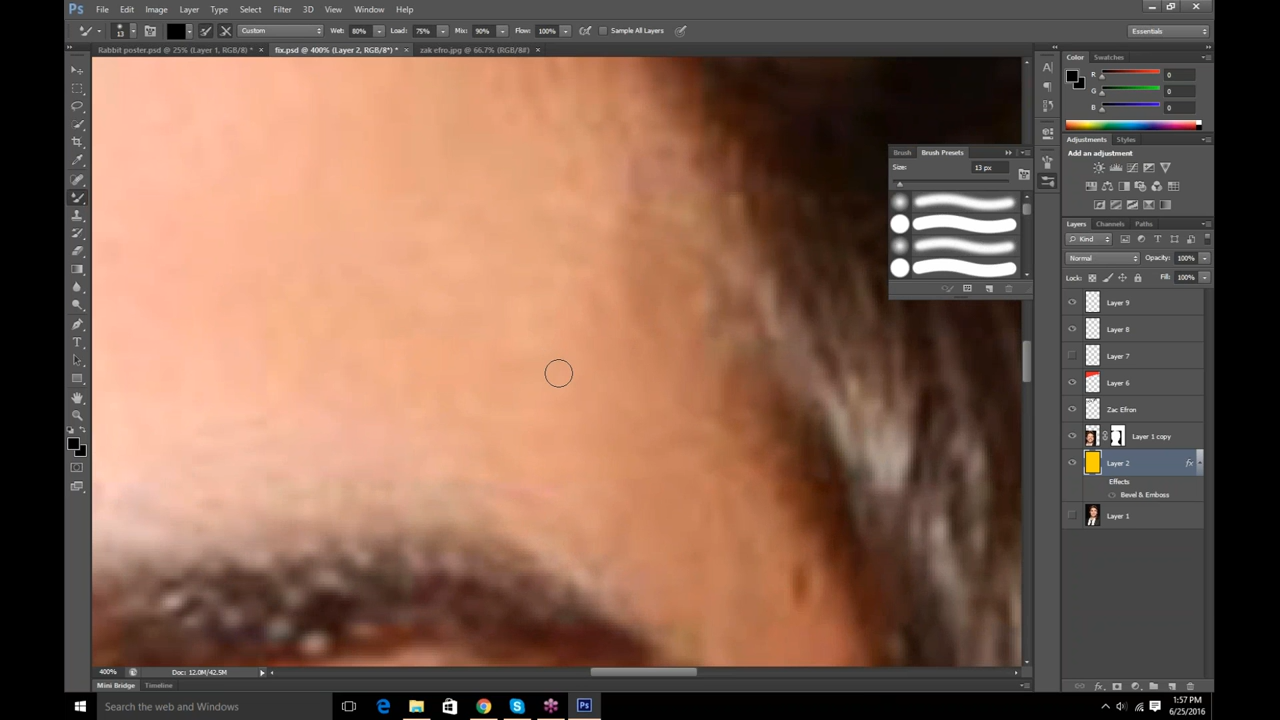 Ps File Edit Image Layer Type Select Filter 3D View Window Help
13 Custom Wet: 80% Load: 75% Mix: 90% Flow: 100% Sample All Layers Essentials
Rabbit poster.psd @ 25% (Layer 1, RGB/8) * × fix.psd @ 400% (Layer 2, RGB/8*) * × zak efro.jpg @ 66.7% (RGB/8#) ×
Color Swatches
R 0
G 0
B 0
Adjustments Styles
Add an adjustment
Brush Brush Presets
Size: 13 px
Layers Channels Paths
Kind
Normal Opacity: 100%
Lock: Fill: 100%
Layer 9
Layer 8
Layer 7
Layer 6
Zac Efron
Layer 1 copy
Layer 2 fx
Effects
Bevel & Emboss
Layer 1
400% Doc: 12.0M/42.5M
Mini Bridge Timeline
Search the web and Windows
1:57 PM
6/25/2016